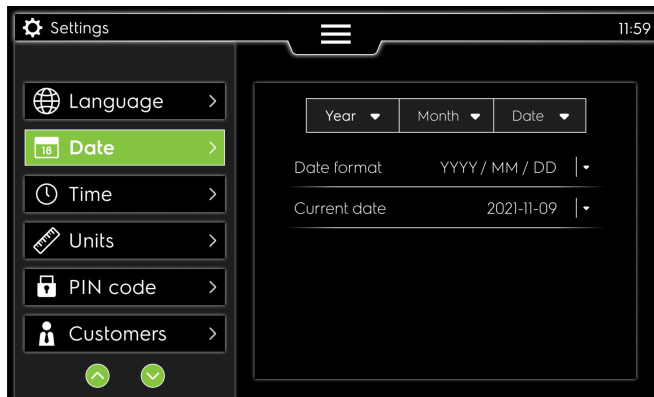 Settings
11:59
Language
18 Date
Time
Units
PIN code
Customers
Year Month Date
Date format YYYY / MM / DD
Current date 2021-11-09